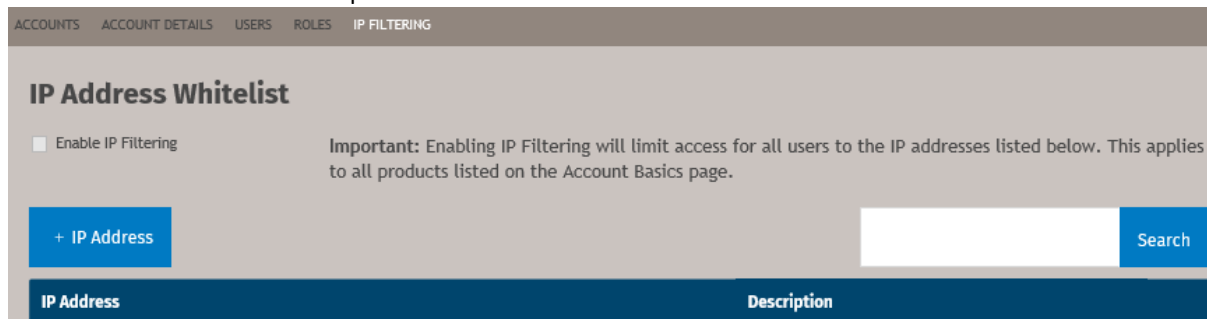 ACCOUNTS ACCOUNT DETAILS USERS ROLES IP FILTERING
IP Address Whitelist
Enable IP Filtering
Important: Enabling IP Filtering will limit access for all users to the IP addresses listed below. This applies
to all products listed on the Account Basics page.
+ IP Address
Search
IP Address Description